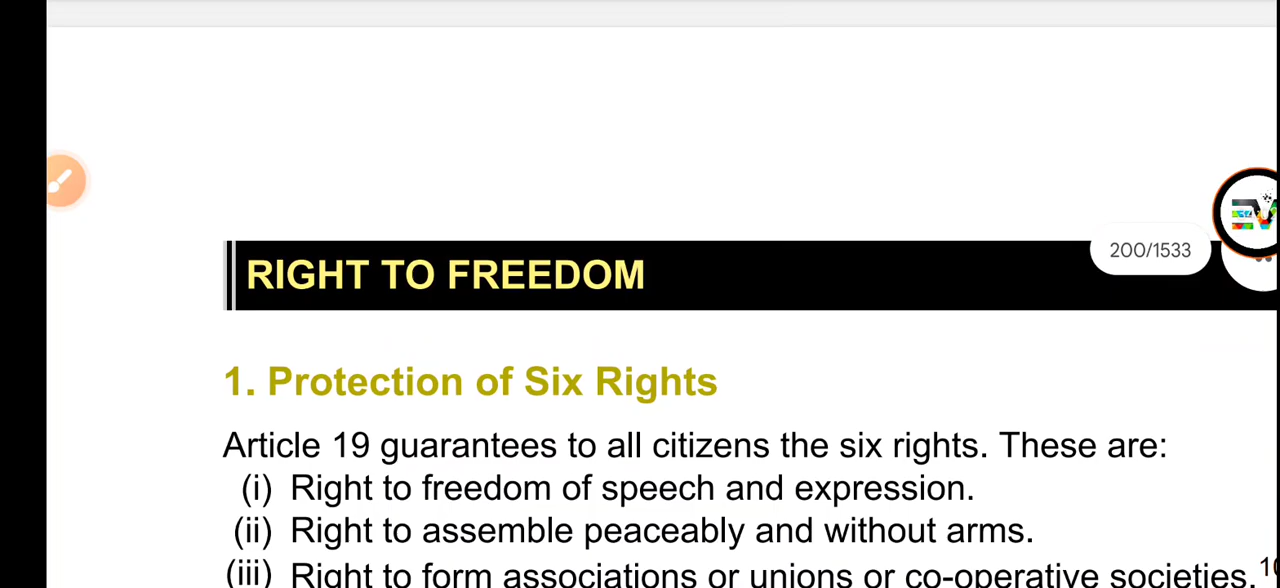 200/1533
RIGHT TO FREEDOM
1. Protection of Six Rights
Article 19 guarantees to all citizens the six rights. These are:
(i) Right to freedom of speech and expression.
(ii) Right to assemble peaceably and without arms.
(iii) Right to form associations or unions or co-operative societies.